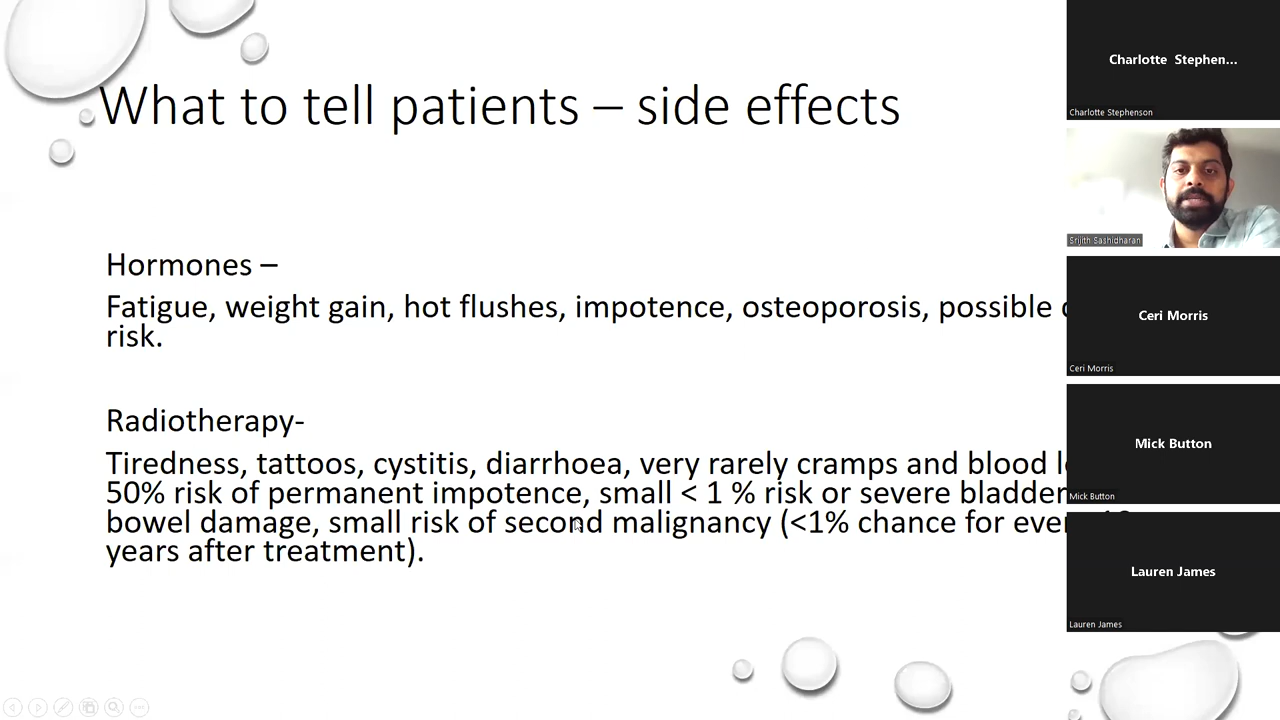 What to tell patients – side effects
Hormones –
Fatigue, weight gain, hot flushes, impotence, osteoporosis, possible
risk.
Radiotherapy-
Tiredness, tattoos, cystitis, diarrhoea, very rarely cramps and blood
50% risk of permanent impotence, small < 1 % risk or severe bladder
bowel damage, small risk of second malignancy (<1% chance for
years after treatment).
Charlotte Stephen...
Charlotte Stephenson
Srijith Sashidharan
Ceri Morris
Ceri Morris
Mick Button
Mick Button
Lauren James
Lauren James